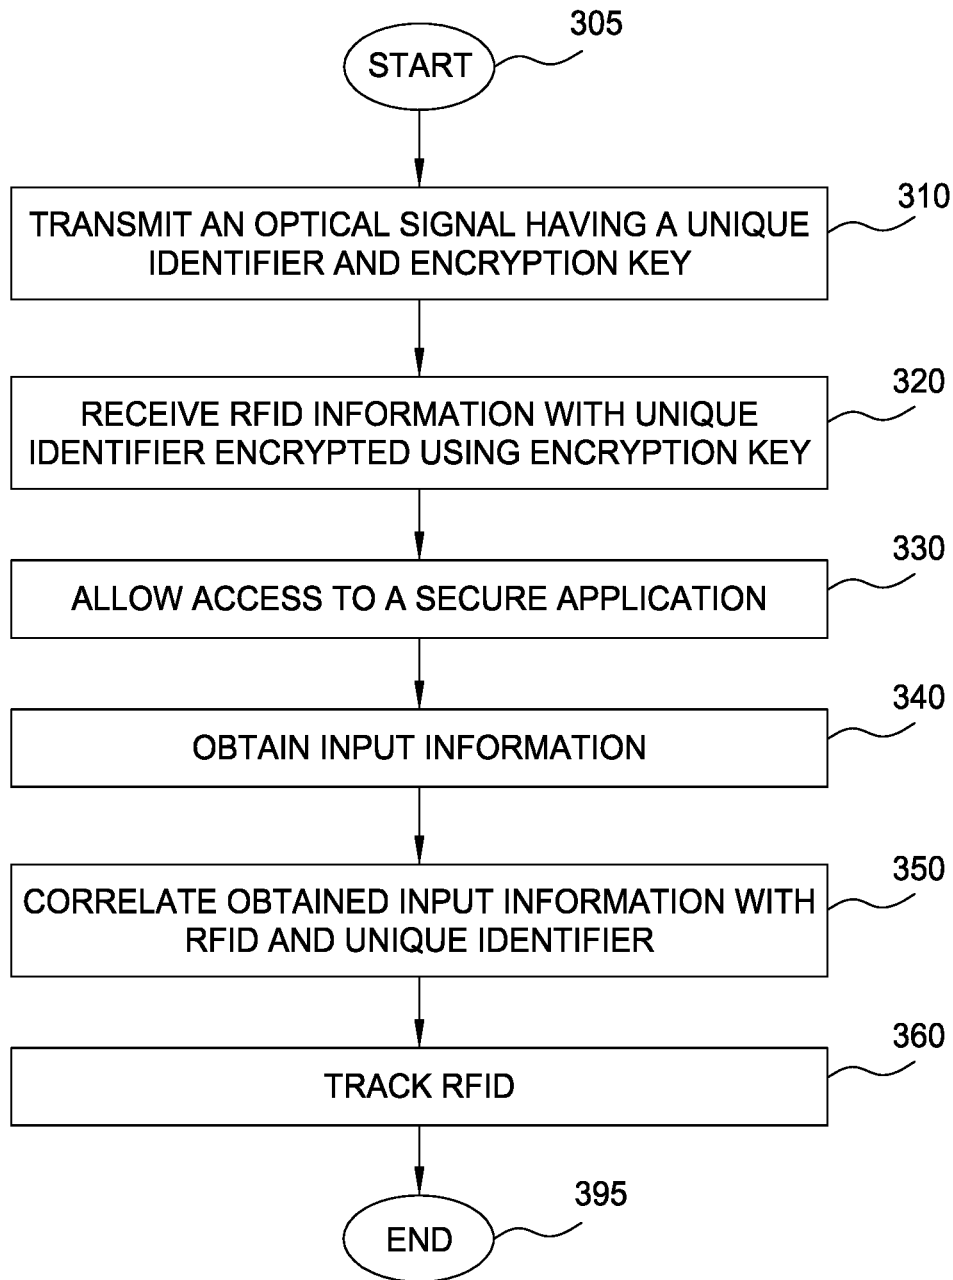 305
START
310
TRANSMIT AN OPTICAL SIGNAL HAVING A UNIQUE
IDENTIFIER AND ENCRYPTION KEY
320
RECEIVE RFID INFORMATION WITH UNIQUE
IDENTIFIER ENCRYPTED USING ENCRYPTION KEY
330
ALLOW ACCESS TO A SECURE APPLICATION
340
OBTAIN INPUT INFORMATION
350
CORRELATE OBTAINED INPUT INFORMATION WITH
RFID AND UNIQUE IDENTIFIER
360
TRACK RFID
395
END